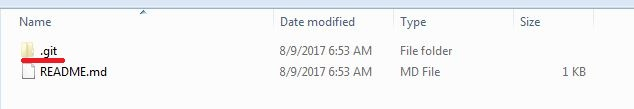 Name Date modified Type Size
.git 8/9/2017 6:53 AM File folder
README.md 8/9/2017 6:53 AM MD File 1 KB